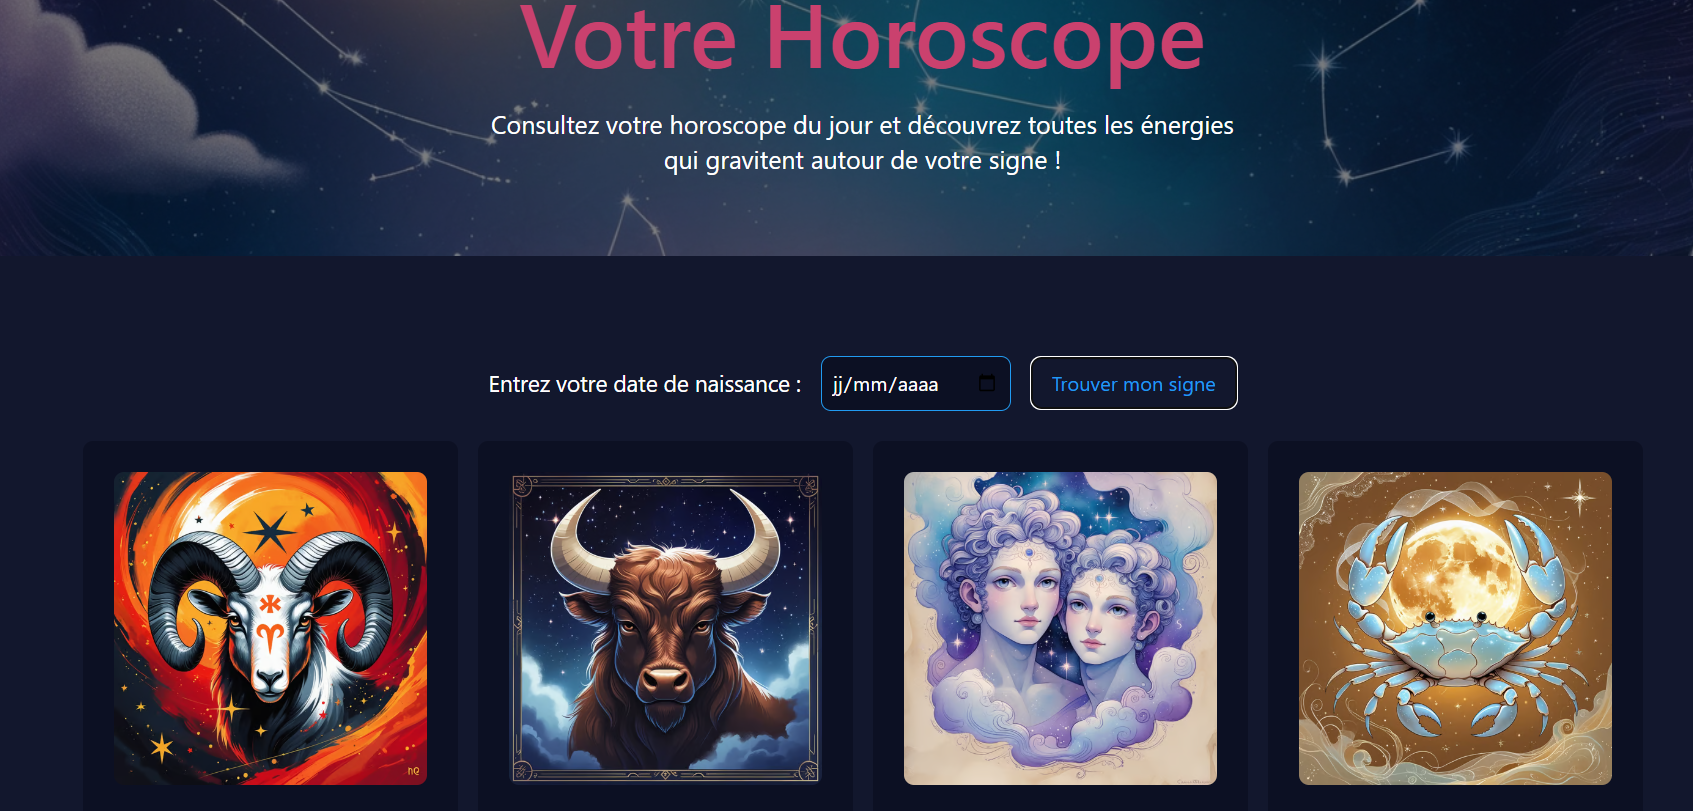 Votre Horoscope
Consultez votre horoscope du jour et découvrez toutes les énergies
qui gravitent autour de votre signe !
Entrez votre date de naissance :
jj/mm/aaaa
Trouver mon signe